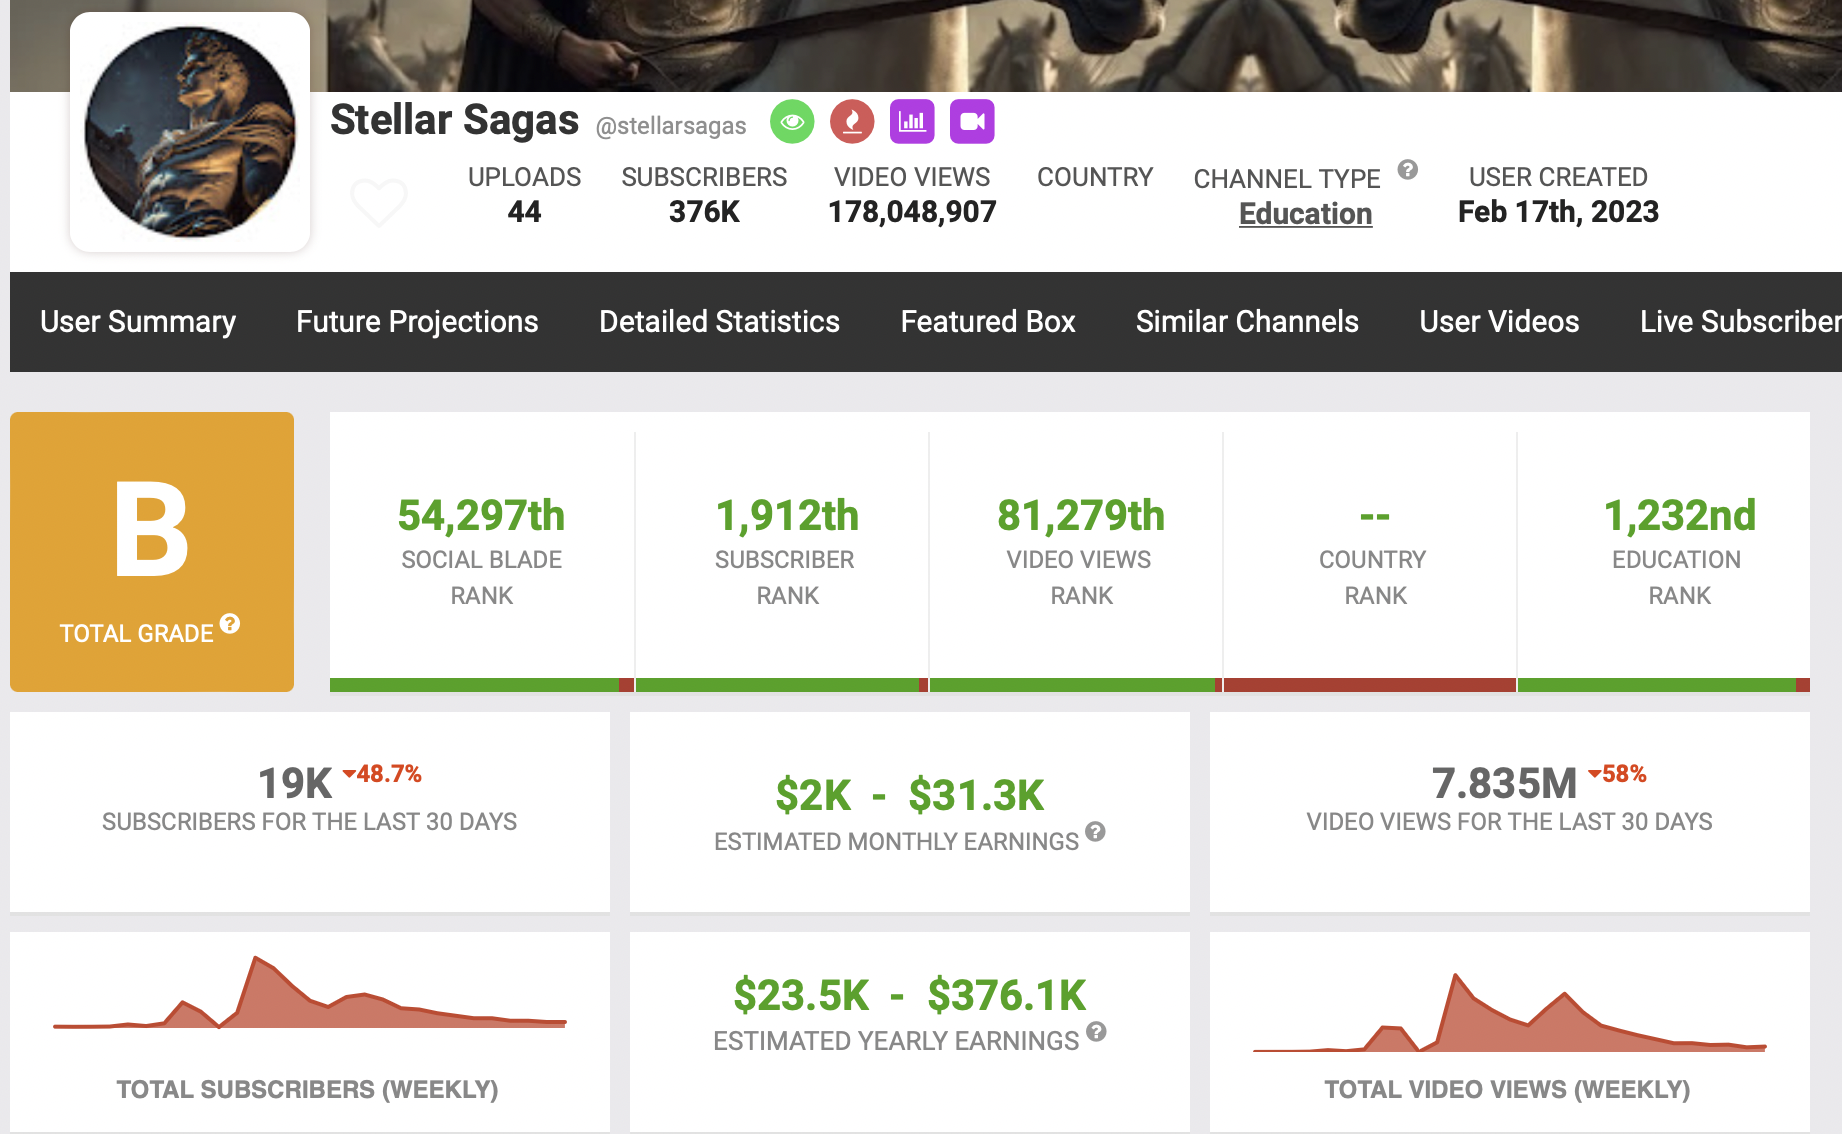 Stellar Sagas @stellarsagas
UPLOADS
44
SUBSCRIBERS
376K
VIDEO VIEWS
178,048,907
COUNTRY
CHANNEL TYPE ?
Education
USER CREATED
Feb 17th, 2023
User Summary Future Projections Detailed Statistics Featured Box Similar Channels User Videos Live Subscriber
B
TOTAL GRADE ?
54,297th
SOCIAL BLADE
RANK
1,912th
SUBSCRIBER
RANK
81,279th
VIDEO VIEWS
RANK
--
COUNTRY
RANK
1,232nd
EDUCATION
RANK
19K 48.7%
SUBSCRIBERS FOR THE LAST 30 DAYS
$2K - $31.3K
ESTIMATED MONTHLY EARNINGS ?
7.835M 58%
VIDEO VIEWS FOR THE LAST 30 DAYS
TOTAL SUBSCRIBERS (WEEKLY)
$23.5K - $376.1K
ESTIMATED YEARLY EARNINGS ?
TOTAL VIDEO VIEWS (WEEKLY)